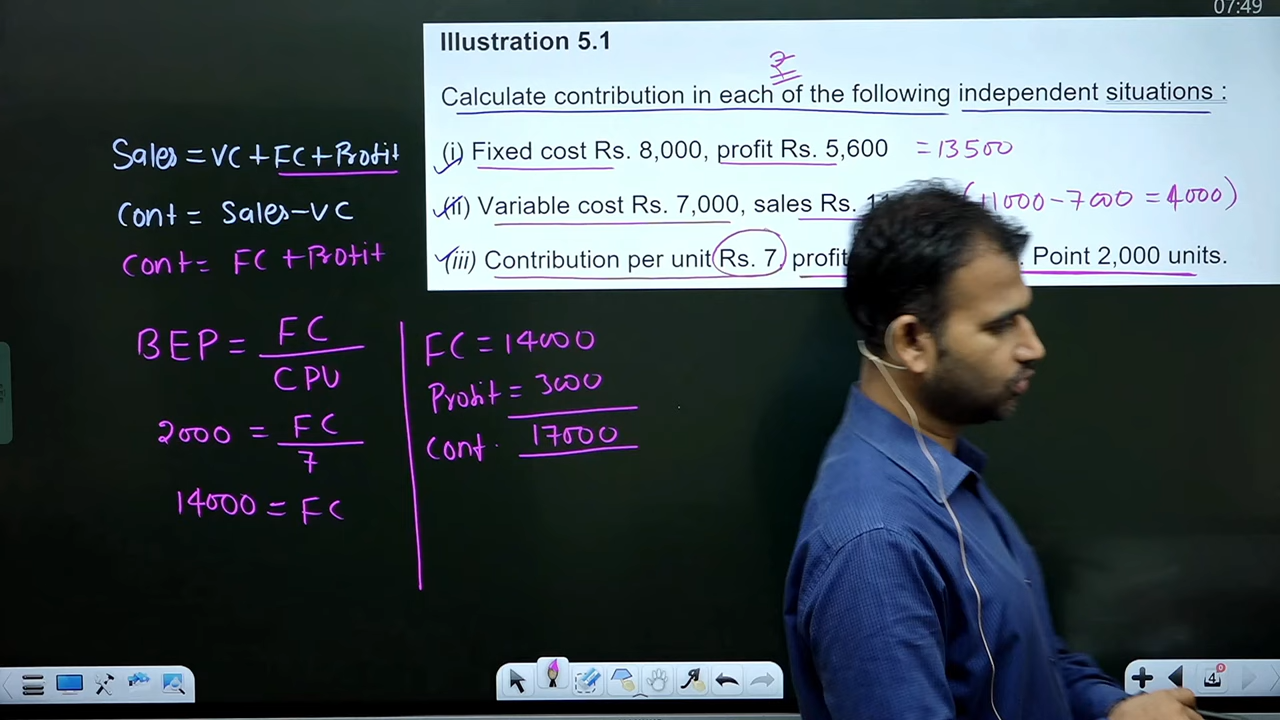 07:49
Illustration 5.1
₹
Calculate contribution in each of the following independent situations :
(i) Fixed cost Rs. 8,000, profit Rs. 5,600 = 13500
(ii) Variable cost Rs. 7,000, sales Rs. (11000-7000 = 4000)
(iii) Contribution per unit Rs. 7, profit Point 2,000 units.
Sales = VC + FC + Profit
Cont = Sales - VC
Cont = FC + Profit
BEP = FC
CPU
2000 = FC
7
14000 = FC
FC = 14000
Profit = 3000
Cont. 17000
4